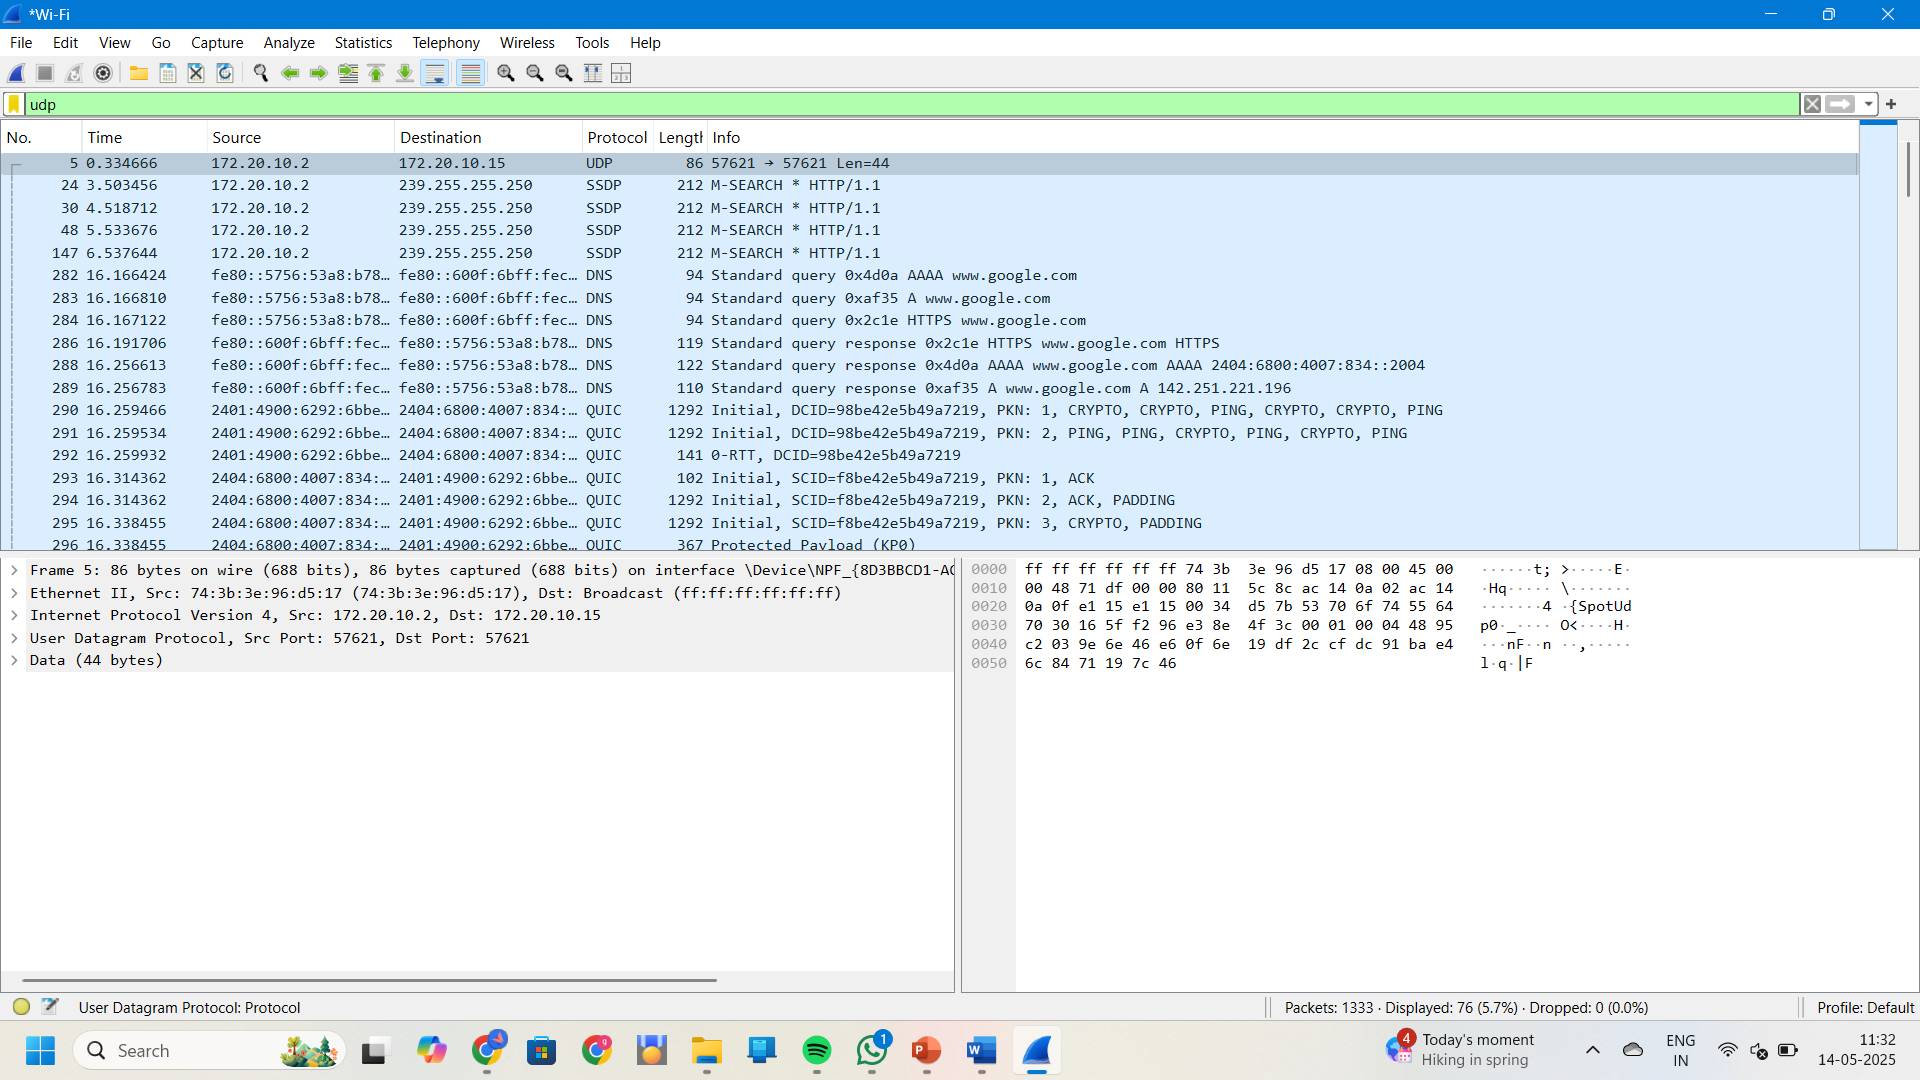 *Wi-Fi
File Edit View Go Capture Analyze Statistics Telephony Wireless Tools Help
udp
No. Time Source Destination Protocol Length Info
5 0.334666 172.20.10.2 172.20.10.15 UDP 86 57621 → 57621 Len=44
24 3.503456 172.20.10.2 239.255.255.250 SSDP 212 M-SEARCH * HTTP/1.1
30 4.518712 172.20.10.2 239.255.255.250 SSDP 212 M-SEARCH * HTTP/1.1
48 5.533676 172.20.10.2 239.255.255.250 SSDP 212 M-SEARCH * HTTP/1.1
147 6.537644 172.20.10.2 239.255.255.250 SSDP 212 M-SEARCH * HTTP/1.1
282 16.166424 fe80::5756:53a8:b78… fe80::600f:6bff:fec… DNS 94 Standard query 0x4d0a AAAA www.google.com
283 16.166810 fe80::5756:53a8:b78… fe80::600f:6bff:fec… DNS 94 Standard query 0xaf35 A www.google.com
284 16.167122 fe80::5756:53a8:b78… fe80::600f:6bff:fec… DNS 94 Standard query 0x2c1e HTTPS www.google.com
286 16.191706 fe80::600f:6bff:fec… fe80::5756:53a8:b78… DNS 119 Standard query response 0x2c1e HTTPS www.google.com HTTPS
288 16.256613 fe80::600f:6bff:fec… fe80::5756:53a8:b78… DNS 122 Standard query response 0x4d0a AAAA www.google.com AAAA 2404:6800:4007:834::2004
289 16.256783 fe80::600f:6bff:fec… fe80::5756:53a8:b78… DNS 110 Standard query response 0xaf35 A www.google.com A 142.251.221.196
290 16.259466 2401:4900:6292:6bbe… 2404:6800:4007:834:… QUIC 1292 Initial, DCID=98be42e5b49a7219, PKN: 1, CRYPTO, CRYPTO, PING, CRYPTO, CRYPTO, PING
291 16.259534 2401:4900:6292:6bbe… 2404:6800:4007:834:… QUIC 1292 Initial, DCID=98be42e5b49a7219, PKN: 2, PING, PING, CRYPTO, PING, CRYPTO, PING
292 16.259932 2401:4900:6292:6bbe… 2404:6800:4007:834:… QUIC 141 0-RTT, DCID=98be42e5b49a7219
293 16.314362 2404:6800:4007:834:… 2401:4900:6292:6bbe… QUIC 102 Initial, SCID=f8be42e5b49a7219, PKN: 1, ACK
294 16.314362 2404:6800:4007:834:… 2401:4900:6292:6bbe… QUIC 1292 Initial, SCID=f8be42e5b49a7219, PKN: 2, ACK, PADDING
295 16.338455 2404:6800:4007:834:… 2401:4900:6292:6bbe… QUIC 1292 Initial, SCID=f8be42e5b49a7219, PKN: 3, CRYPTO, PADDING
296 16.338455 2404:6800:4007:834:… 2401:4900:6292:6bbe… QUIC 367 Protected Payload (KP0)
Frame 5: 86 bytes on wire (688 bits), 86 bytes captured (688 bits) on interface \Device\NPF_{8D3BBCD1-AC
Ethernet II, Src: 74:3b:3e:96:d5:17 (74:3b:3e:96:d5:17), Dst: Broadcast (ff:ff:ff:ff:ff:ff)
Internet Protocol Version 4, Src: 172.20.10.2, Dst: 172.20.10.15
User Datagram Protocol, Src Port: 57621, Dst Port: 57621
Data (44 bytes)
0000 ff ff ff ff ff ff 74 3b 3e 96 d5 17 08 00 45 00 ······t; >·····E·
0010 00 48 71 df 00 00 80 11 5c 8c ac 14 0a 02 ac 14 ·Hq····· \·······
0020 0a 0f e1 15 e1 15 00 34 d5 7b 53 70 6f 74 55 64 ·······4 ·{SpotUd
0030 70 30 16 5f f2 96 e3 8e 4f 3c 00 01 00 04 48 95 p0·_···· O<····H·
0040 c2 03 9e 6e 46 e6 0f 6e 19 df 2c cf dc 91 ba e4 ···nF··n ··,·····
0050 6c 84 71 19 7c 46 l·q·|F
User Datagram Protocol: Protocol
Packets: 1333 · Displayed: 76 (5.7%) · Dropped: 0 (0.0%)
Profile: Default
Search
9
1
4
Today's moment
Hiking in spring
ENG
IN
11:32
14-05-2025